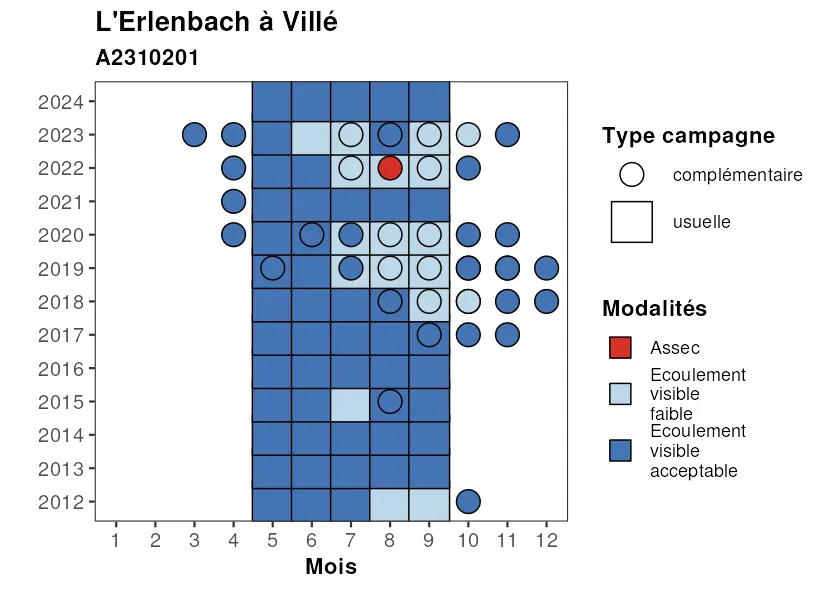 L'Erlenbach à Villé
A2310201
2024
2023
2022
2021
2020
2019
2018
2017
2016
2015
2014
2013
2012
1 2 3 4 5 6 7 8 9 10 11 12
Mois
Type campagne
complémentaire
usuelle
Modalités
Assec
Ecoulement
visible
faible
Ecoulement
visible
acceptable